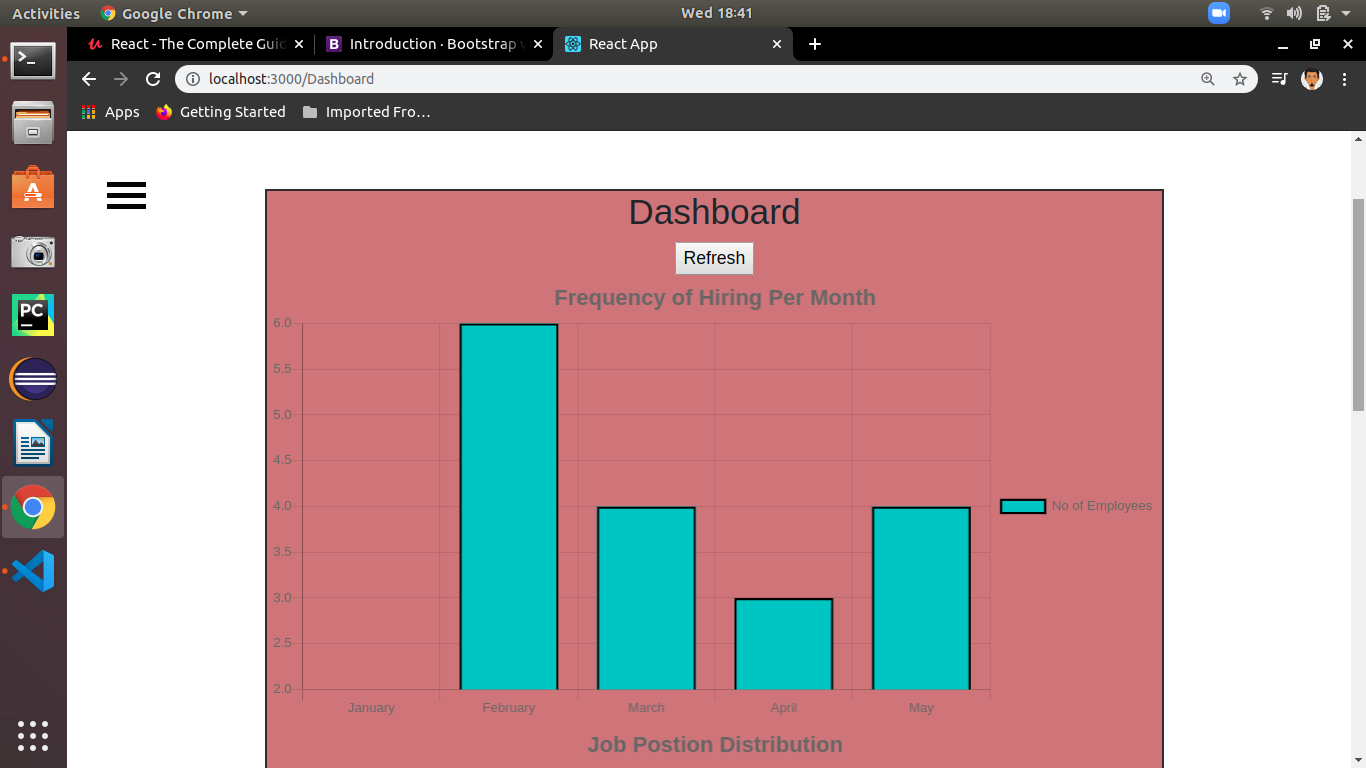 Activities Google Chrome Wed 18:41
React - The Complete Guid Introduction · Bootstrap v React App
localhost:3000/Dashboard
Apps Getting Started Imported Fro…
Dashboard
Refresh
Frequency of Hiring Per Month
6.0
5.5
5.0
4.5
4.0
3.5
3.0
2.5
2.0
No of Employees
January February March April May
Job Postion Distribution
PC